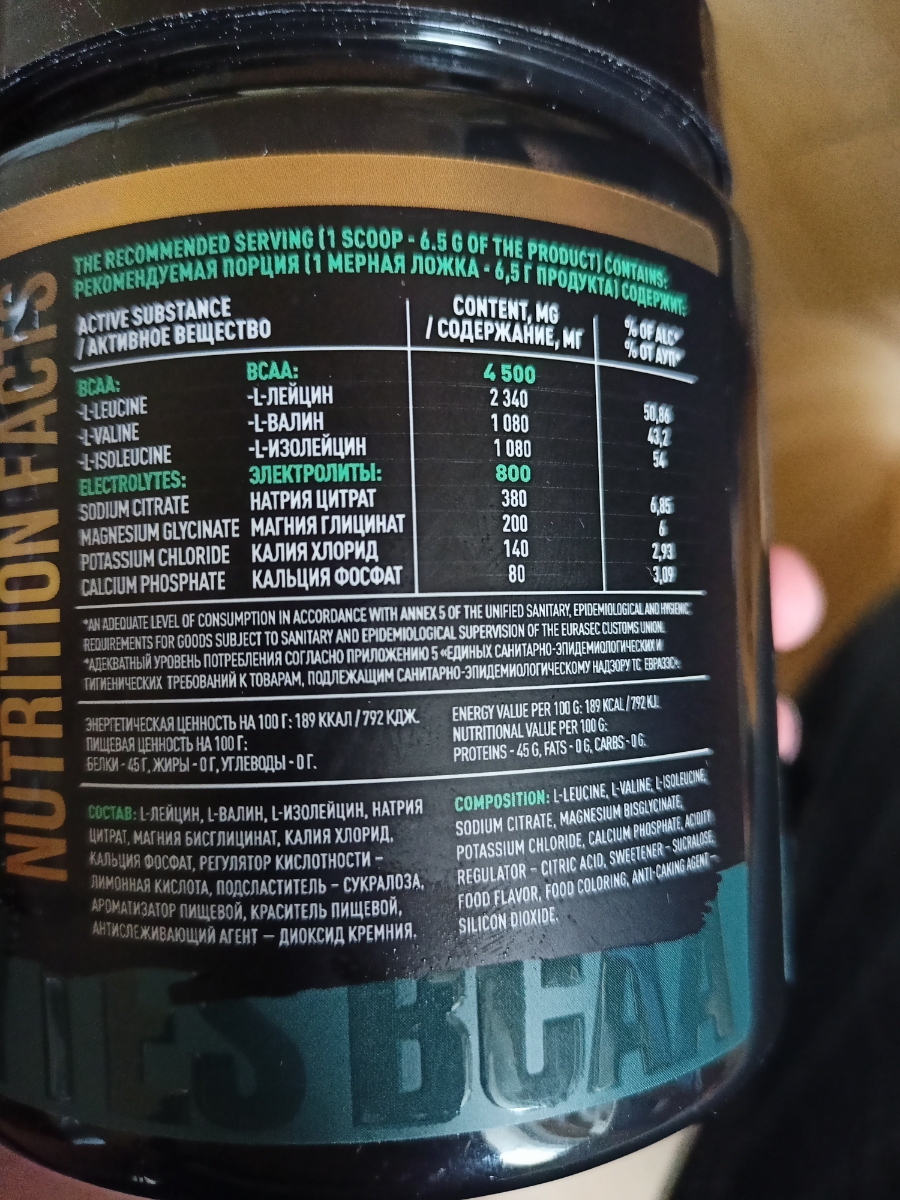 NUTRITION FACTS
THE RECOMMENDED SERVING (1 SCOOP - 6.5 G OF THE PRODUCT) CONTAINS:
РЕКОМЕНДУЕМАЯ ПОРЦИЯ (1 МЕРНАЯ ЛОЖКА - 6,5 Г ПРОДУКТА) СОДЕРЖИТ:
ACTIVE SUBSTANCE CONTENT, MG % OF ALC*
/ АКТИВНОЕ ВЕЩЕСТВО / СОДЕРЖАНИЕ, МГ % ОТ АУП*
BCAA: BCAA: 4 500
-L-LEUCINE -L-ЛЕЙЦИН 2 340 50,86
-L-VALINE -L-ВАЛИН 1 080 43,2
-L-ISOLEUCINE -L-ИЗОЛЕЙЦИН 1 080 54
ELECTROLYTES: ЭЛЕКТРОЛИТЫ: 800
SODIUM CITRATE НАТРИЯ ЦИТРАТ 380 6,85
MAGNESIUM GLYCINATE МАГНИЯ ГЛИЦИНАТ 200 6
POTASSIUM CHLORIDE КАЛИЯ ХЛОРИД 140 2,93
CALCIUM PHOSPHATE КАЛЬЦИЯ ФОСФАТ 80 3,09
*AN ADEQUATE LEVEL OF CONSUMPTION IN ACCORDANCE WITH ANNEX 5 OF THE UNIFIED SANITARY, EPIDEMIOLOGICAL AND HYGIENIC
REQUIREMENTS FOR GOODS SUBJECT TO SANITARY AND EPIDEMIOLOGICAL SUPERVISION OF THE EURASEC CUSTOMS UNION.
*АДЕКВАТНЫЙ УРОВЕНЬ ПОТРЕБЛЕНИЯ СОГЛАСНО ПРИЛОЖЕНИЮ 5 «ЕДИНЫХ САНИТАРНО-ЭПИДЕМИОЛОГИЧЕСКИХ И
ГИГИЕНИЧЕСКИХ ТРЕБОВАНИЙ К ТОВАРАМ, ПОДЛЕЖАЩИМ САНИТАРНО-ЭПИДЕМИОЛОГИЧЕСКОМУ НАДЗОРУ ТС ЕВРАЗЭС».
ЭНЕРГЕТИЧЕСКАЯ ЦЕННОСТЬ НА 100 Г: 189 ККАЛ / 792 КДЖ.
ПИЩЕВАЯ ЦЕННОСТЬ НА 100 Г:
БЕЛКИ - 45 Г, ЖИРЫ - 0 Г, УГЛЕВОДЫ - 0 Г.
ENERGY VALUE PER 100 G: 189 KCAL / 792 KJ.
NUTRITIONAL VALUE PER 100 G:
PROTEINS - 45 G, FATS - 0 G, CARBS - 0 G.
СОСТАВ: L-ЛЕЙЦИН, L-ВАЛИН, L-ИЗОЛЕЙЦИН, НАТРИЯ
ЦИТРАТ, МАГНИЯ БИСГЛИЦИНАТ, КАЛИЯ ХЛОРИД,
КАЛЬЦИЯ ФОСФАТ, РЕГУЛЯТОР КИСЛОТНОСТИ –
ЛИМОННАЯ КИСЛОТА, ПОДСЛАСТИТЕЛЬ – СУКРАЛОЗА,
АРОМАТИЗАТОР ПИЩЕВОЙ, КРАСИТЕЛЬ ПИЩЕВОЙ,
АНТИСЛЕЖИВАЮЩИЙ АГЕНТ — ДИОКСИД КРЕМНИЯ.
COMPOSITION: L-LEUCINE, L-VALINE, L-ISOLEUCINE,
SODIUM CITRATE, MAGNESIUM BISGLYCINATE,
POTASSIUM CHLORIDE, CALCIUM PHOSPHATE, ACIDITY
REGULATOR – CITRIC ACID, SWEETENER – SUCRALOSE,
FOOD FLAVOR, FOOD COLORING, ANTI-CAKING AGENT –
SILICON DIOXIDE.
BCAA